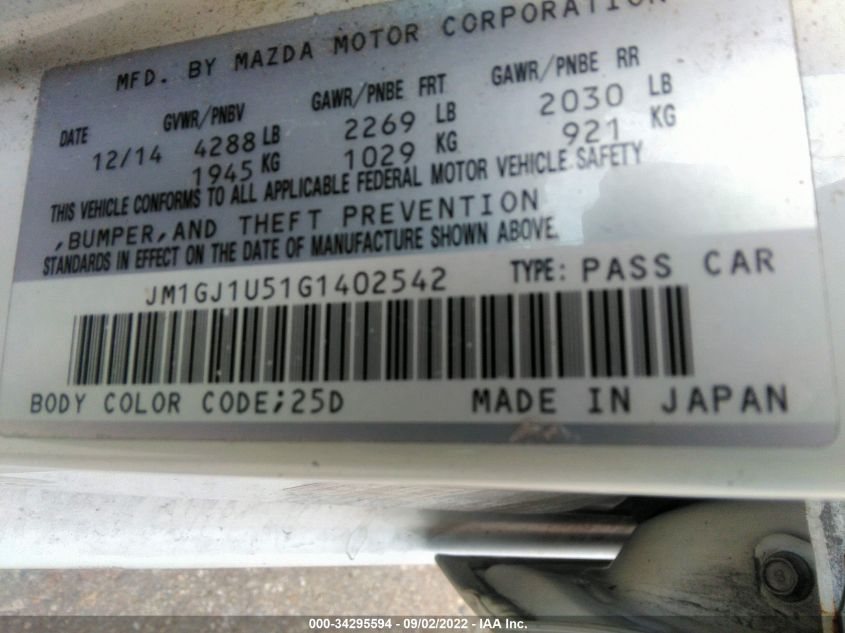 MFD. BY MAZDA MOTOR CORPORATION
DATE GVWR/PNBV GAWR/PNBE FRT GAWR/PNBE RR
12/14 4288 LB 2269 LB 2030 LB
1945 KG 1029 KG 921 KG
THIS VEHICLE CONFORMS TO ALL APPLICABLE FEDERAL MOTOR VEHICLE SAFETY
,BUMPER,AND THEFT PREVENTION
STANDARDS IN EFFECT ON THE DATE OF MANUFACTURE SHOWN ABOVE.
JM1GJ1U51G1402542 TYPE: PASS CAR
BODY COLOR CODE;25D MADE IN JAPAN
000-34295594 - 09/02/2022 - IAA Inc.